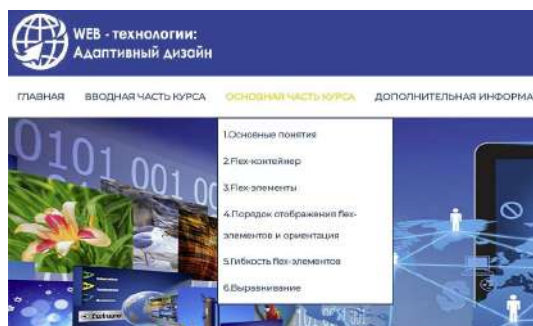 WEB - технологии:
Адаптивный дизайн
ГЛАВНАЯ ВВОДНАЯ ЧАСТЬ КУРСА ОСНОВНАЯ ЧАСТЬ КУРСА ДОПОЛНИТЕЛЬНАЯ ИНФОРМА
1.Основные понятия
2.Flex-контейнер
3.Flex-элементы
4.Порядок отображения flex-
элементов и ориентация
5.Гибкость flex-элементов
6.Выравнивание
0101 001 00